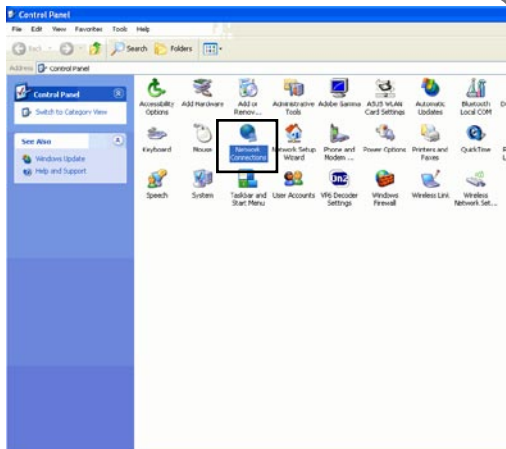 Control Panel
File Edit View Favorites Tools Help
Back Search Folders
Address Control Panel
Control Panel
Switch to Category View
See Also
Windows Update
Help and Support
Accessibility Options
Add Hardware
Add or Remov...
Administrative Tools
Adobe Gamma
ASUS WLAN Card Settings
Automatic Updates
Bluetooth Local COM
Keyboard
Mouse
Network Connections
Network Setup Wizard
Phone and Modem ...
Power Options
Printers and Faxes
QuickTime
Speech
System
Taskbar and Start Menu
User Accounts
VP6 Decoder Settings
On2
Windows Firewall
Wireless Link
Wireless Network Set...